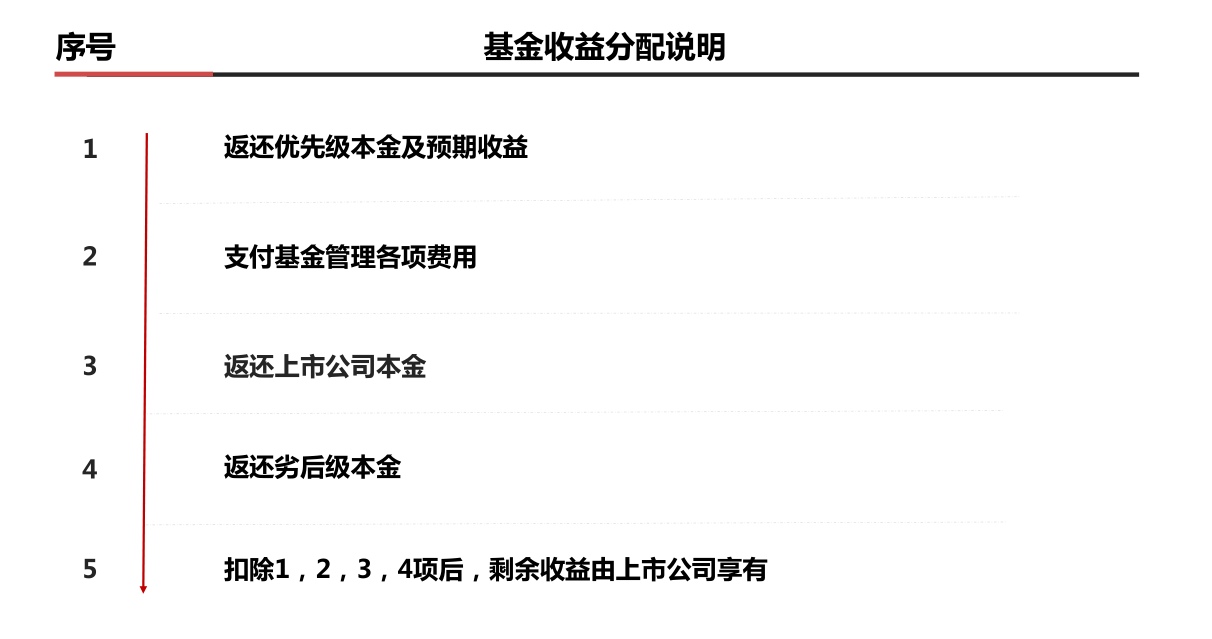 序号 基金收益分配说明
1 返还优先级本金及预期收益
2 支付基金管理各项费用
3 返还上市公司本金
4 返还劣后级本金
5 扣除1，2，3，4项后，剩余收益由上市公司享有